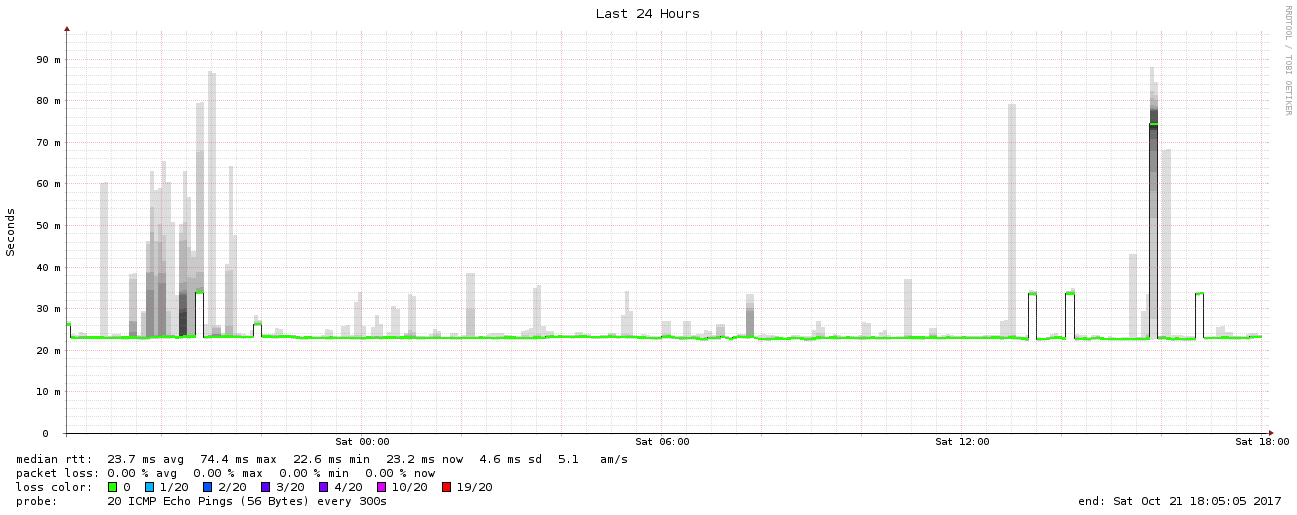 Last 24 Hours
RRDTOOL / TOBI OETIKER
Seconds
90 m
80 m
70 m
60 m
50 m
40 m
30 m
20 m
10 m
0
Sat 00:00 Sat 06:00 Sat 12:00 Sat 18:00
median rtt: 23.7 ms avg 74.4 ms max 22.6 ms min 23.2 ms now 4.6 ms sd 5.1 am/s
packet loss: 0.00 % avg 0.00 % max 0.00 % min 0.00 % now
loss color: 0 1/20 2/20 3/20 4/20 10/20 19/20
probe: 20 ICMP Echo Pings (56 Bytes) every 300s end: Sat Oct 21 18:05:05 2017